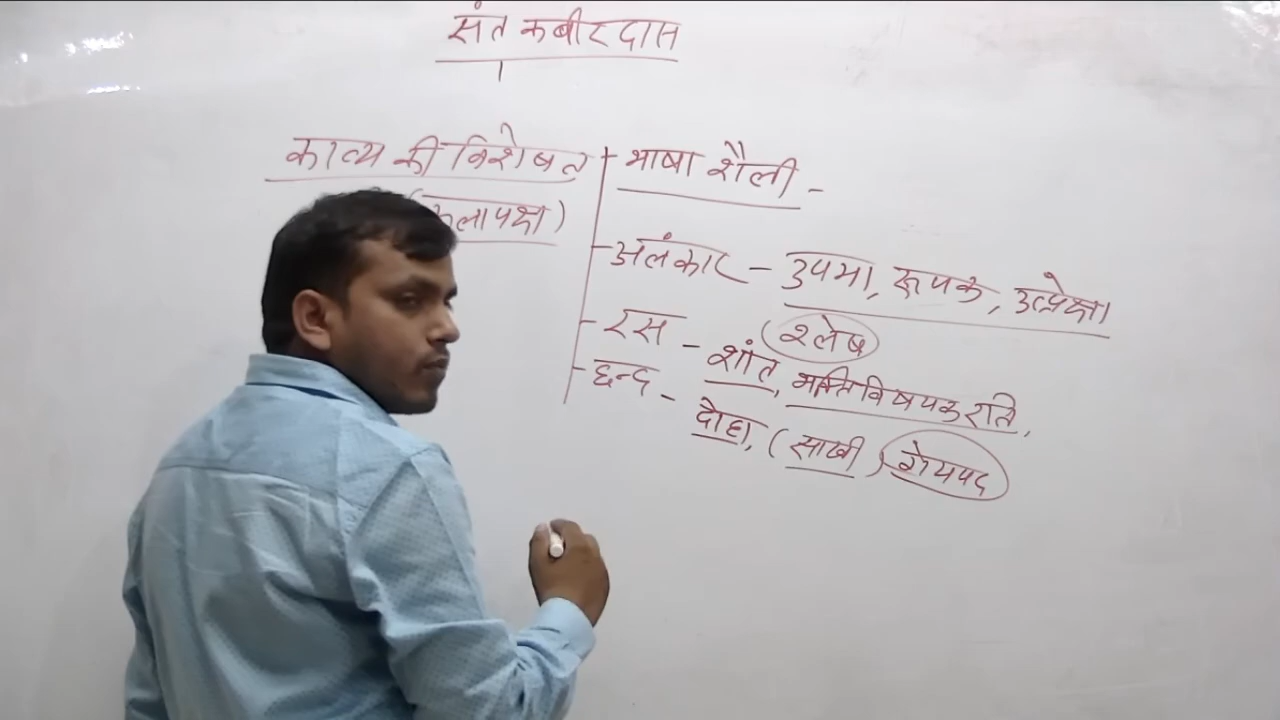 संत कबीरदास
काव्य की विशेषत
(कलापक्ष)
भाषा शैली -
अलंकार - उपमा, रूपक, उत्प्रेक्षा
(श्लेष)
रस - शांत, भक्तिविषयक रति,
छन्द - दोहा, (साखी) गेयपद